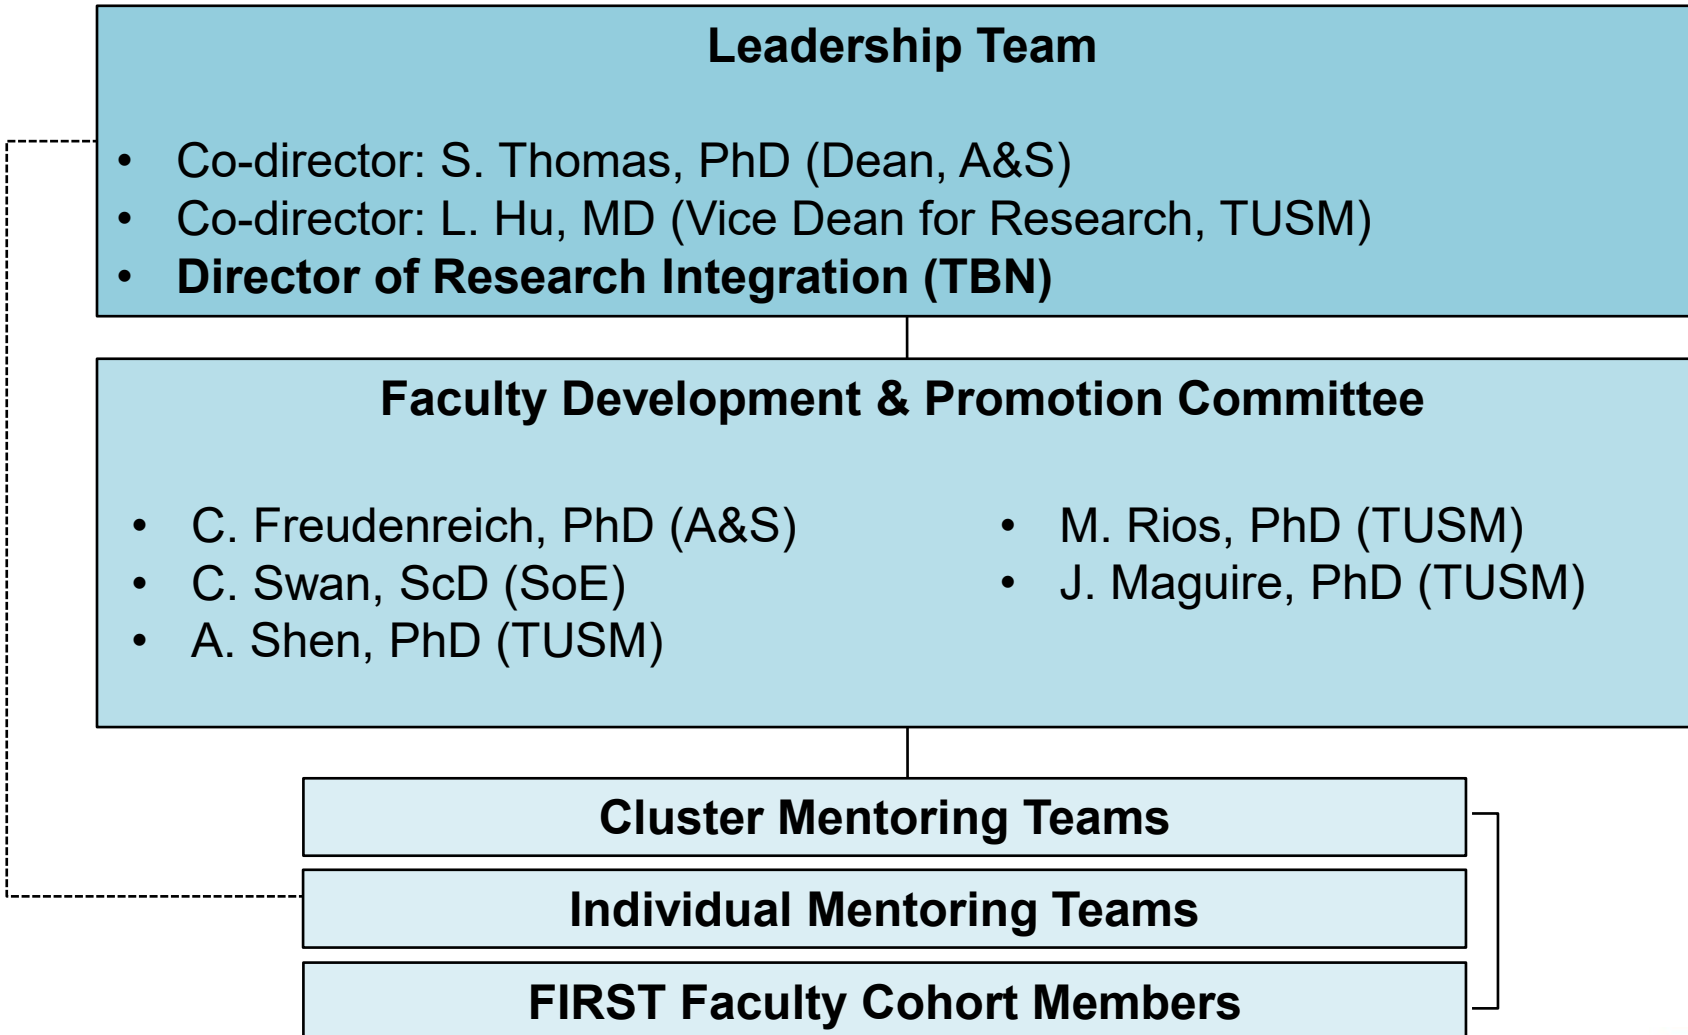 Leadership Team
• Co-director: S. Thomas, PhD (Dean, A&S)
• Co-director: L. Hu, MD (Vice Dean for Research, TUSM)
• Director of Research Integration (TBN)
Faculty Development & Promotion Committee
• C. Freudenreich, PhD (A&S)
• C. Swan, ScD (SoE)
• A. Shen, PhD (TUSM)
• M. Rios, PhD (TUSM)
• J. Maguire, PhD (TUSM)
Cluster Mentoring Teams
Individual Mentoring Teams
FIRST Faculty Cohort Members